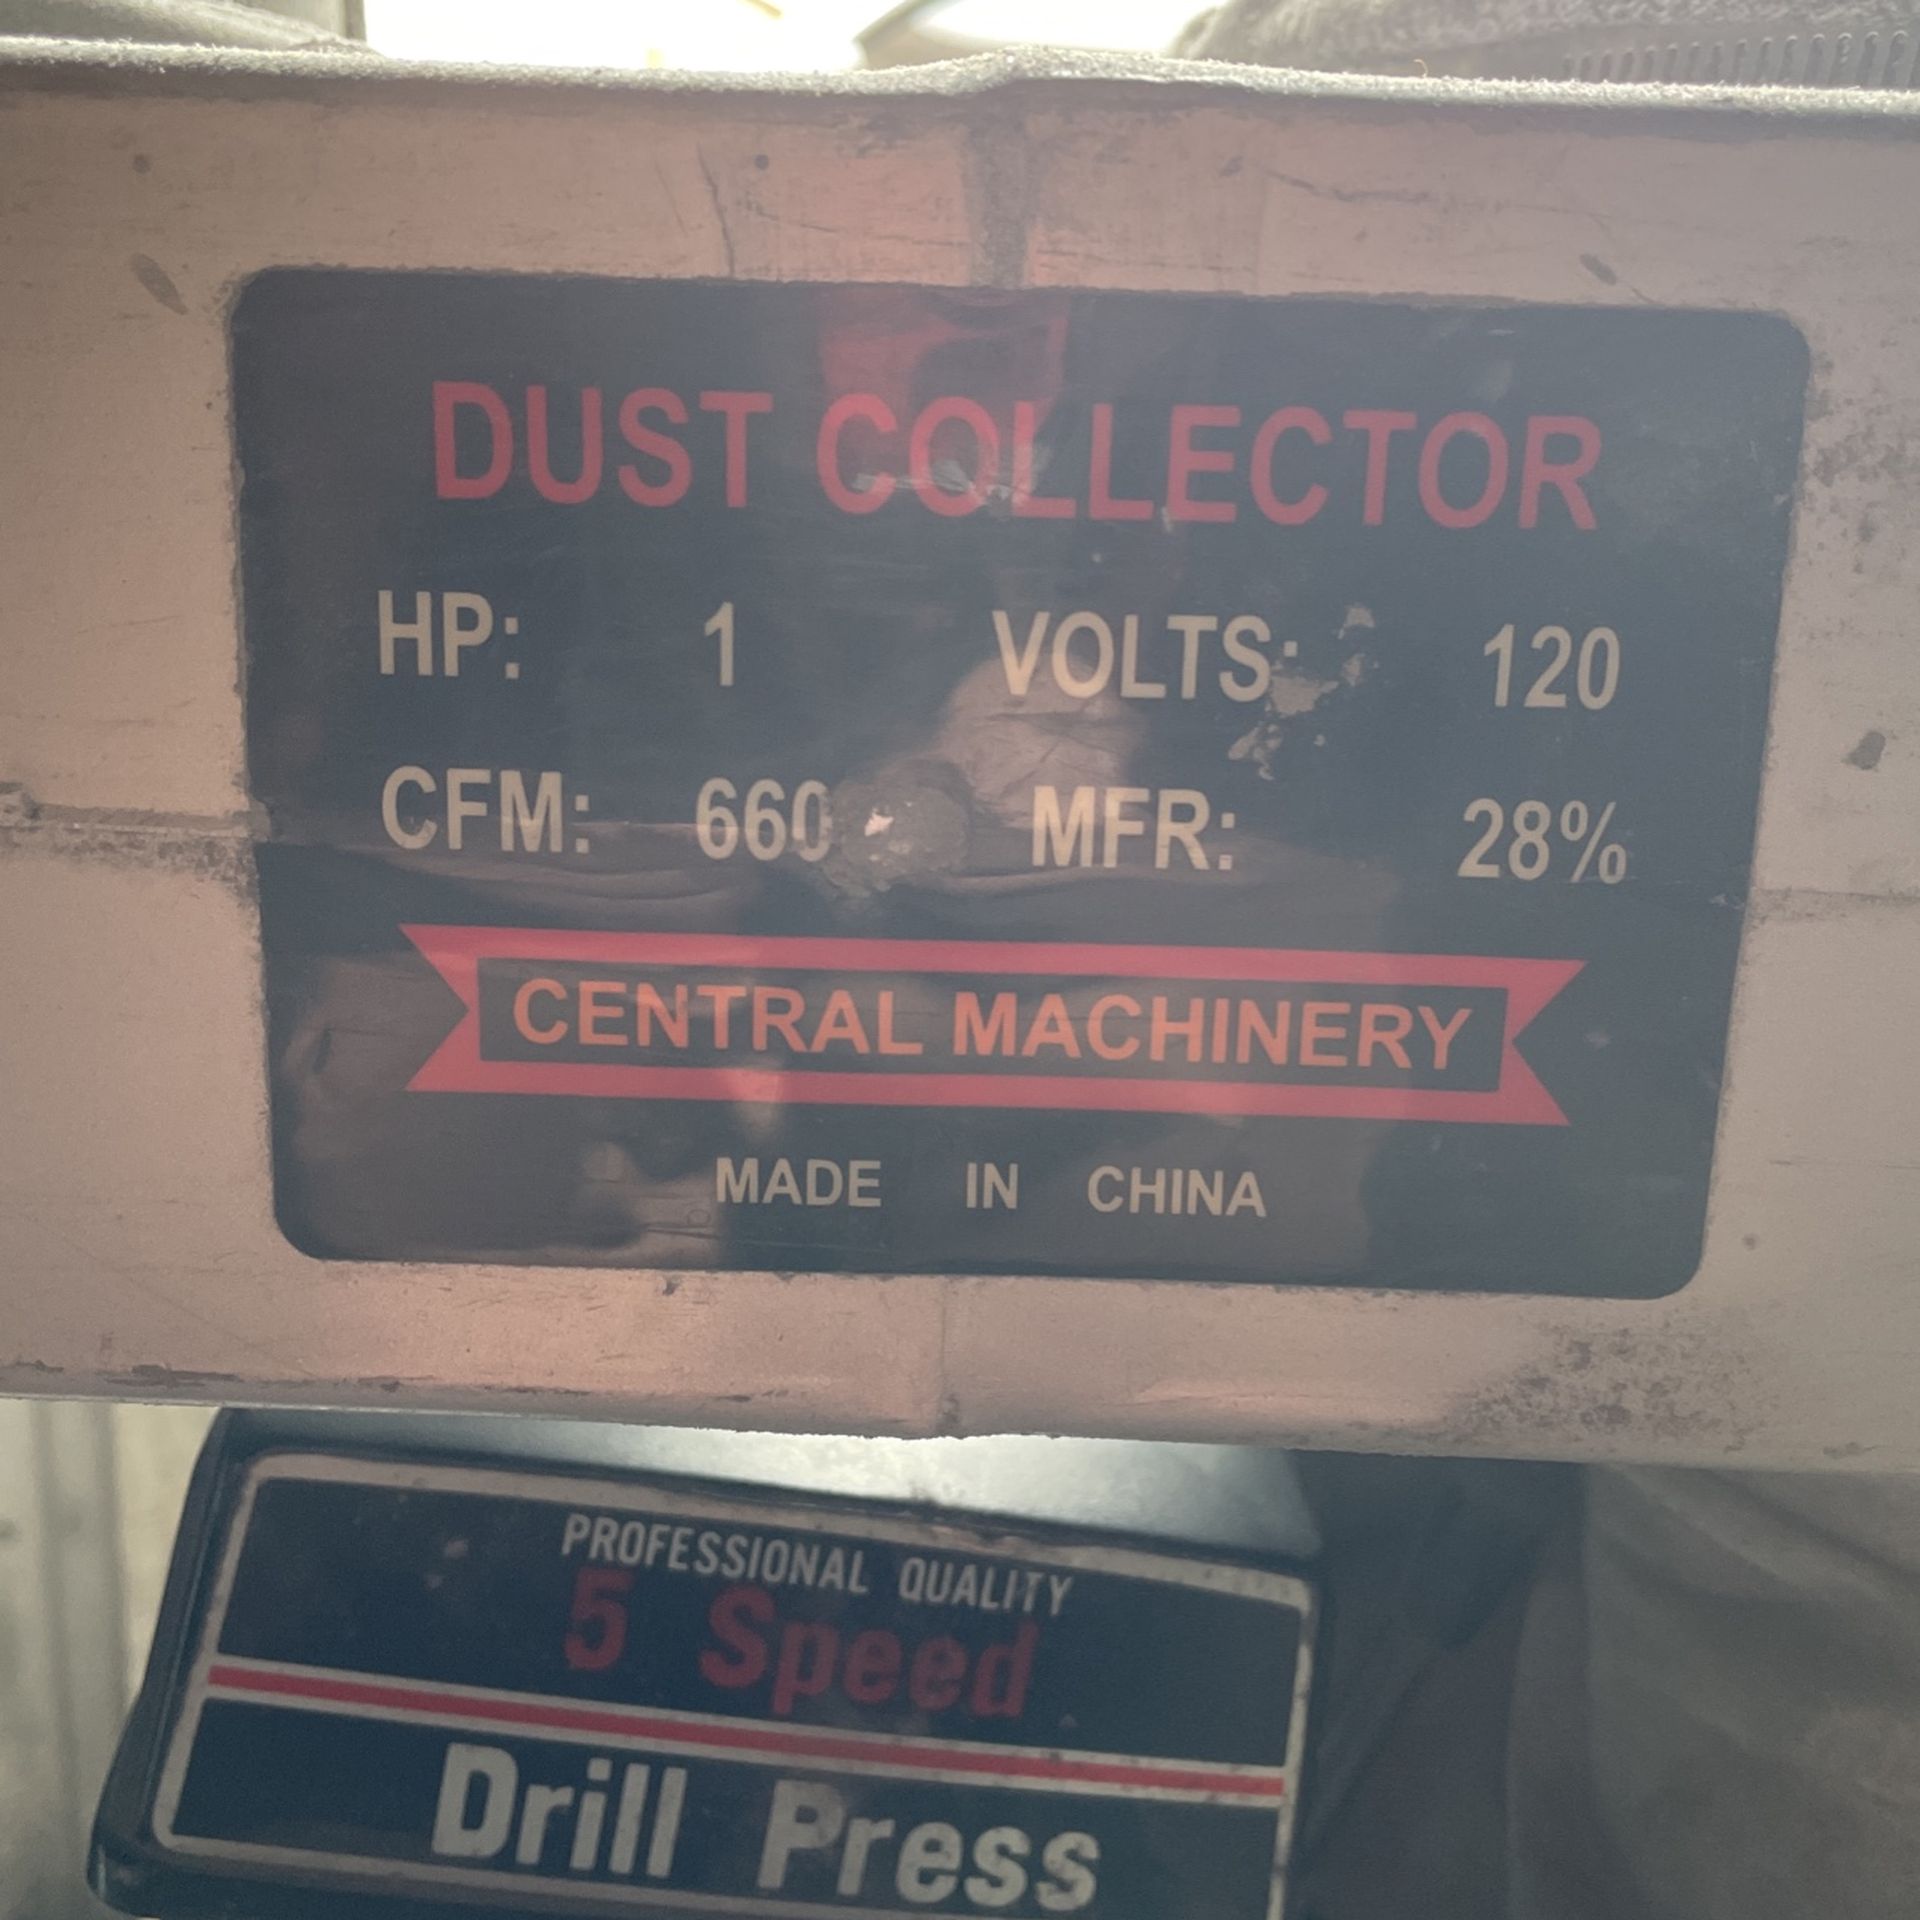 DUST COLLECTOR
HP: 1 VOLTS: 120
CFM: 660 MFR: 28%
CENTRAL MACHINERY
MADE IN CHINA
PROFESSIONAL QUALITY
5 Speed
Drill Press